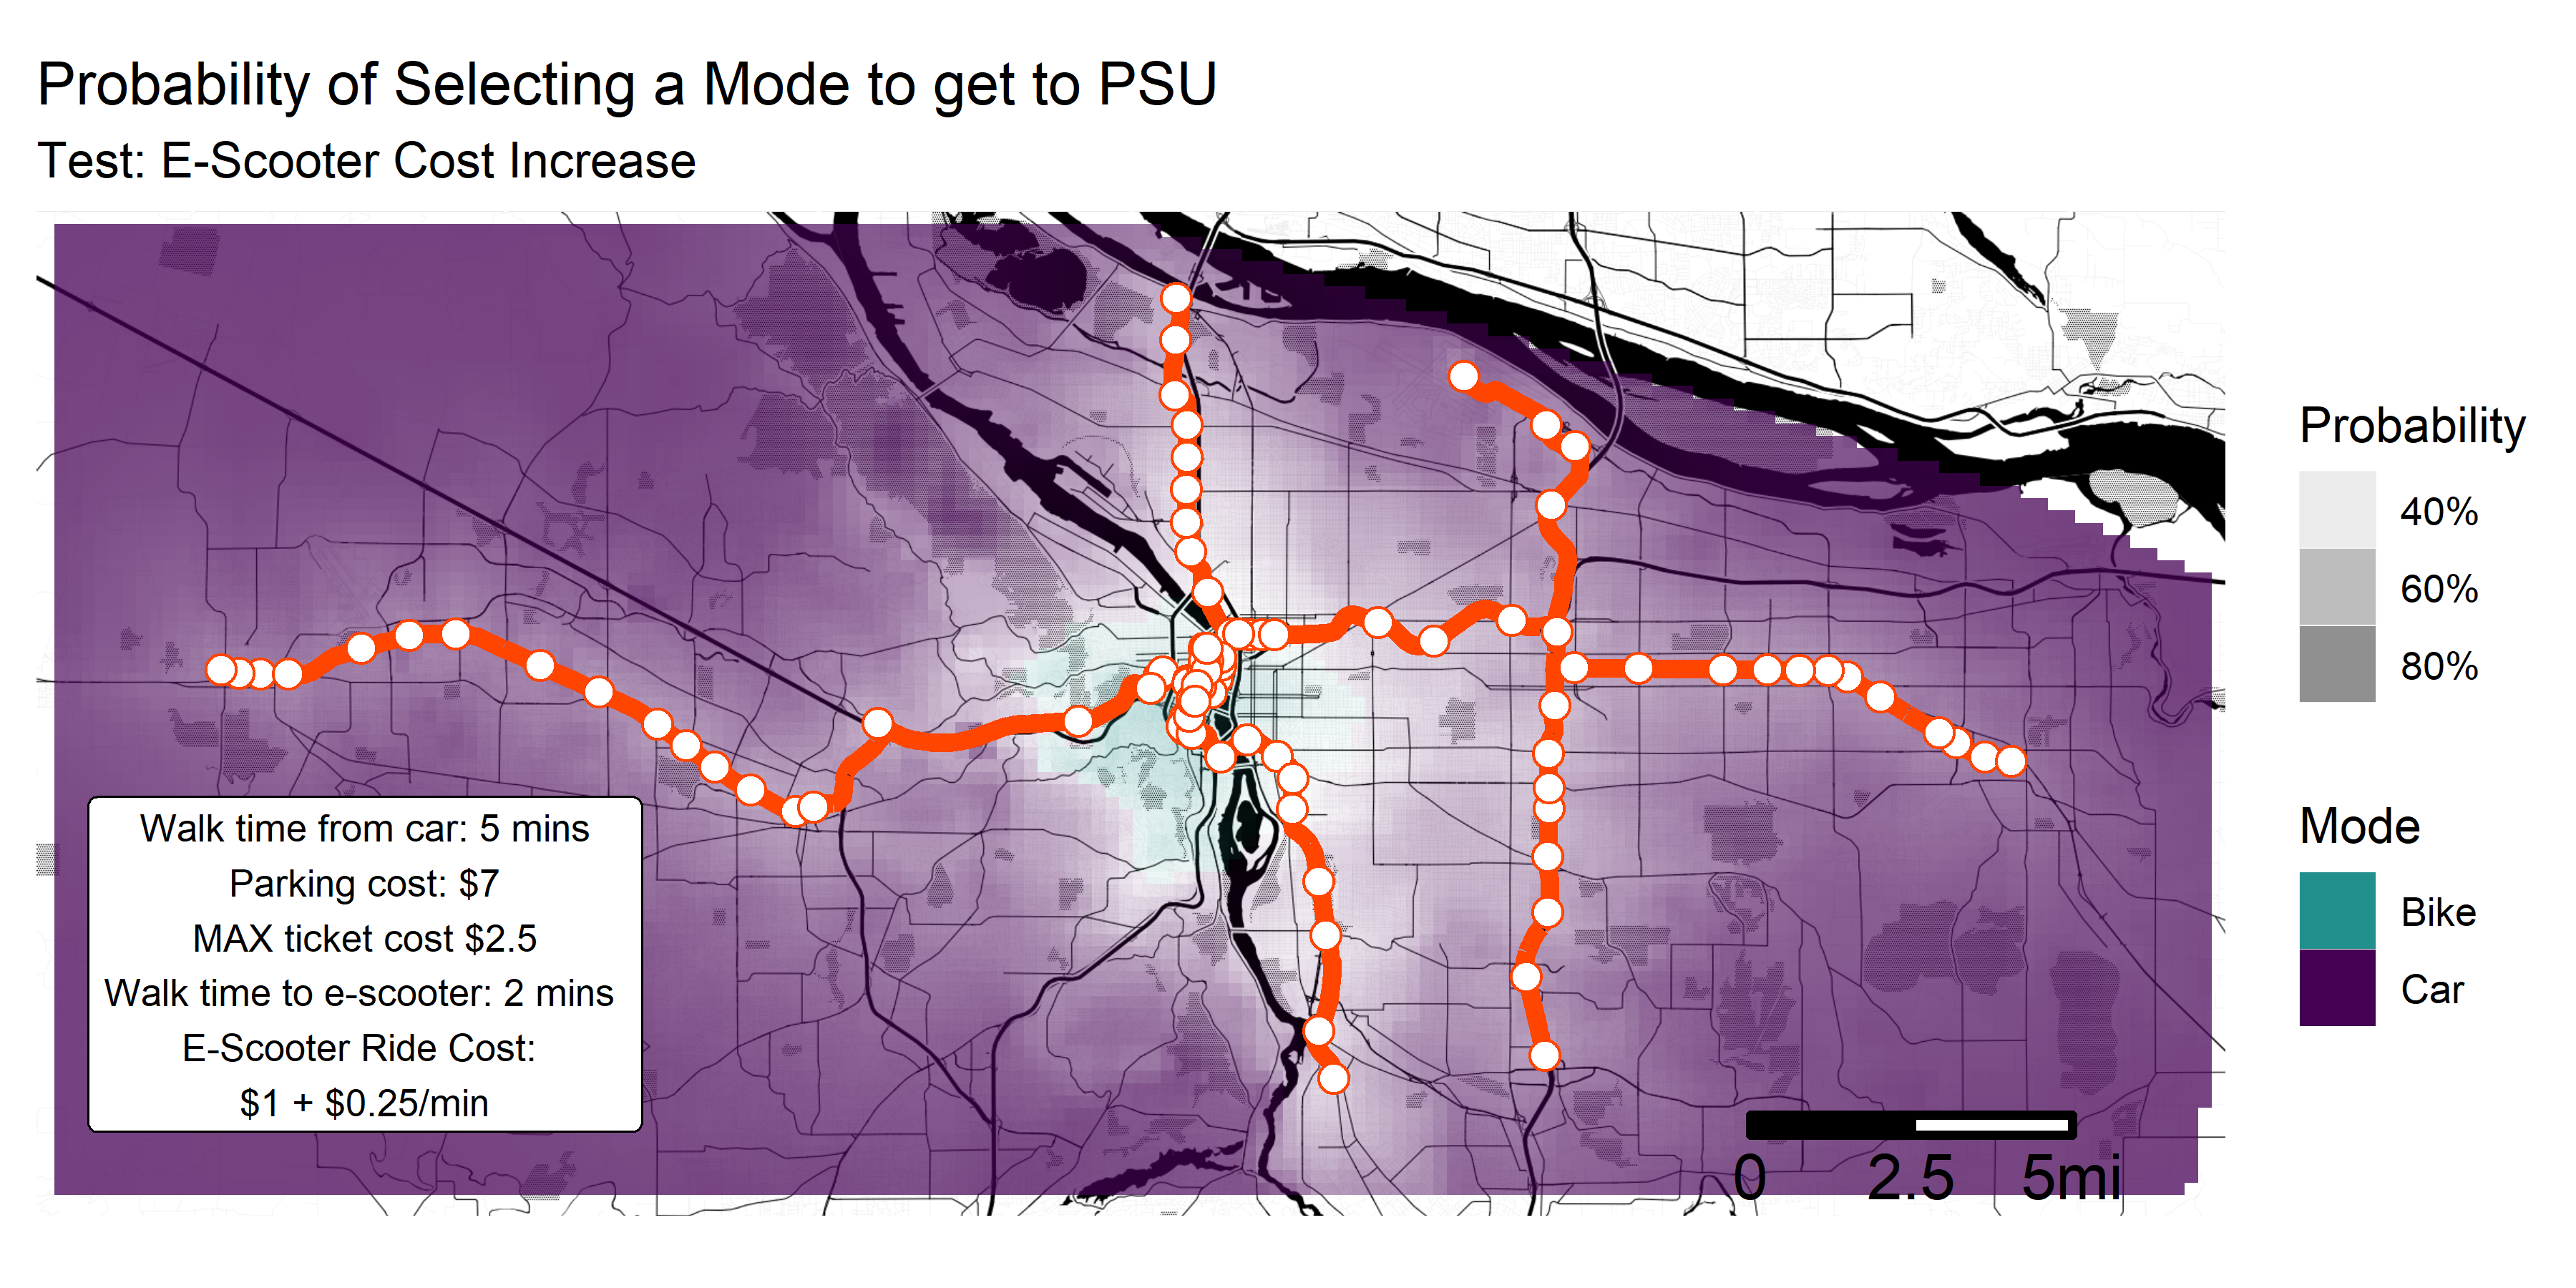 Probability of Selecting a Mode to get to PSU
Test: E-Scooter Cost Increase
Walk time from car: 5 mins
Parking cost: $7
MAX ticket cost $2.5
Walk time to e-scooter: 2 mins
E-Scooter Ride Cost:
$1 + $0.25/min
0 2.5 5mi
Probability
40%
60%
80%
Mode
Bike
Car